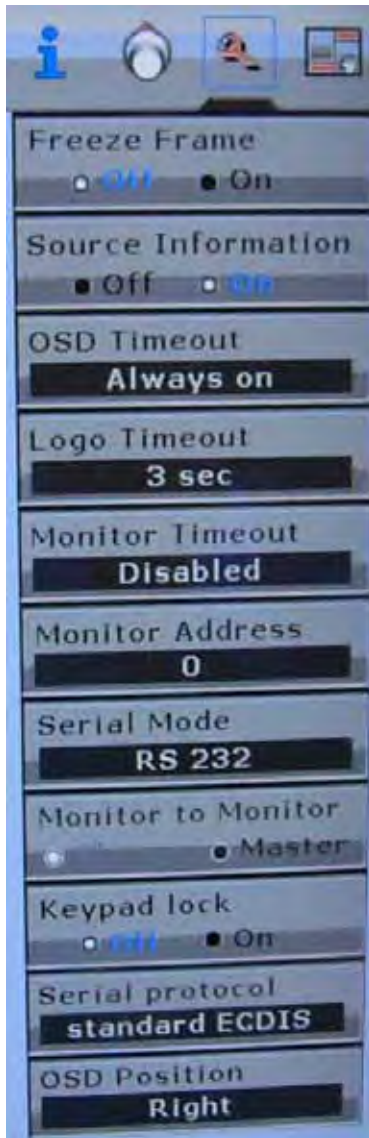 i
Freeze Frame
Off On
Source Information
Off On
OSD Timeout
Always on
Logo Timeout
3 sec
Monitor Timeout
Disabled
Monitor Address
0
Serial Mode
RS 232
Monitor to Monitor
Master
Keypad lock
Off On
Serial protocol
standard ECDIS
OSD Position
Right